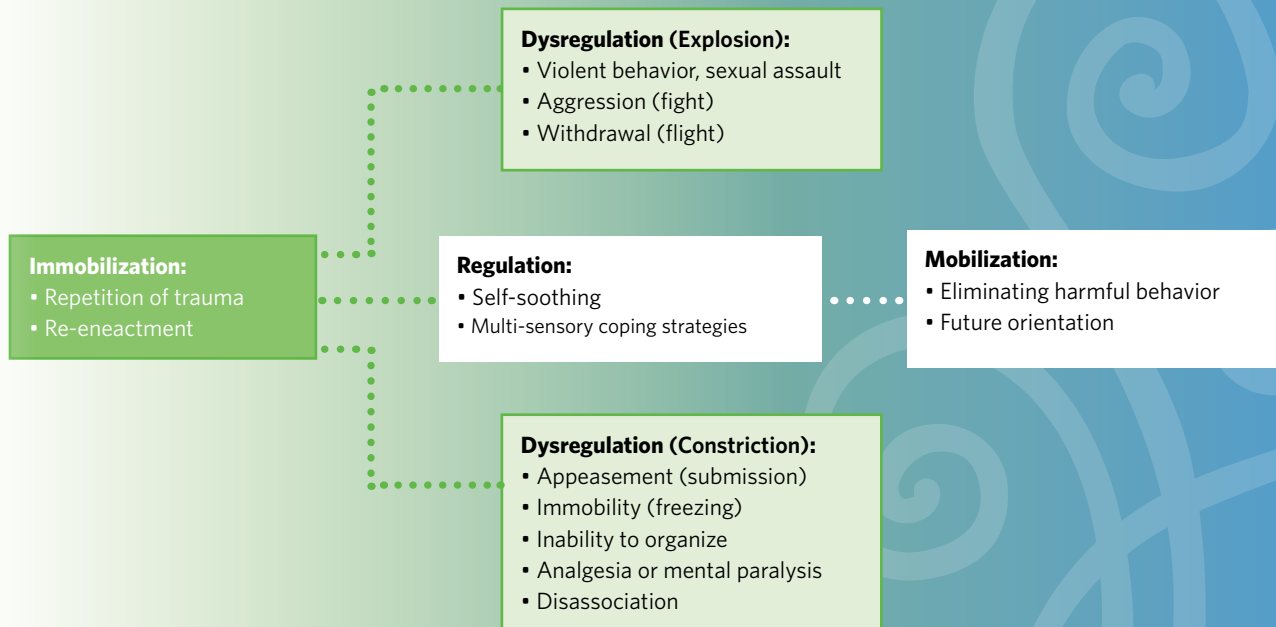 Dysregulation (Explosion):
• Violent behavior, sexual assault
• Aggression (fight)
• Withdrawal (flight)
Immobilization:
• Repetition of trauma
• Re-eneactment
Regulation:
• Self-soothing
• Multi-sensory coping strategies
Mobilization:
• Eliminating harmful behavior
• Future orientation
Dysregulation (Constriction):
• Appeasement (submission)
• Immobility (freezing)
• Inability to organize
• Analgesia or mental paralysis
• Disassociation